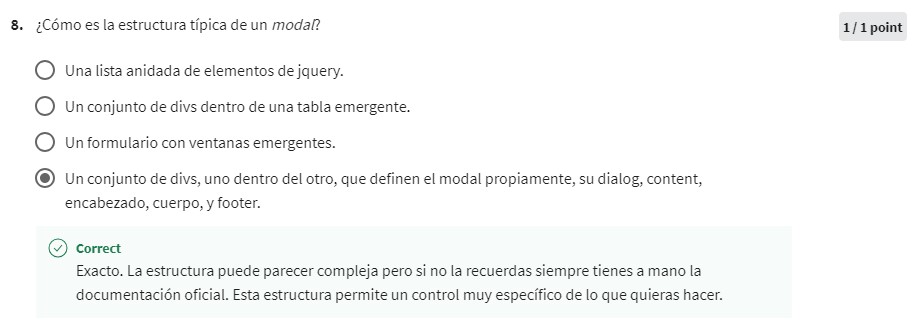 8. ¿Cómo es la estructura típica de un modal?
1 / 1 point
Una lista anidada de elementos de jquery.
Un conjunto de divs dentro de una tabla emergente.
Un formulario con ventanas emergentes.
Un conjunto de divs, uno dentro del otro, que definen el modal propiamente, su dialog, content,
encabezado, cuerpo, y footer.
Correct
Exacto. La estructura puede parecer compleja pero si no la recuerdas siempre tienes a mano la
documentación oficial. Esta estructura permite un control muy específico de lo que quieras hacer.